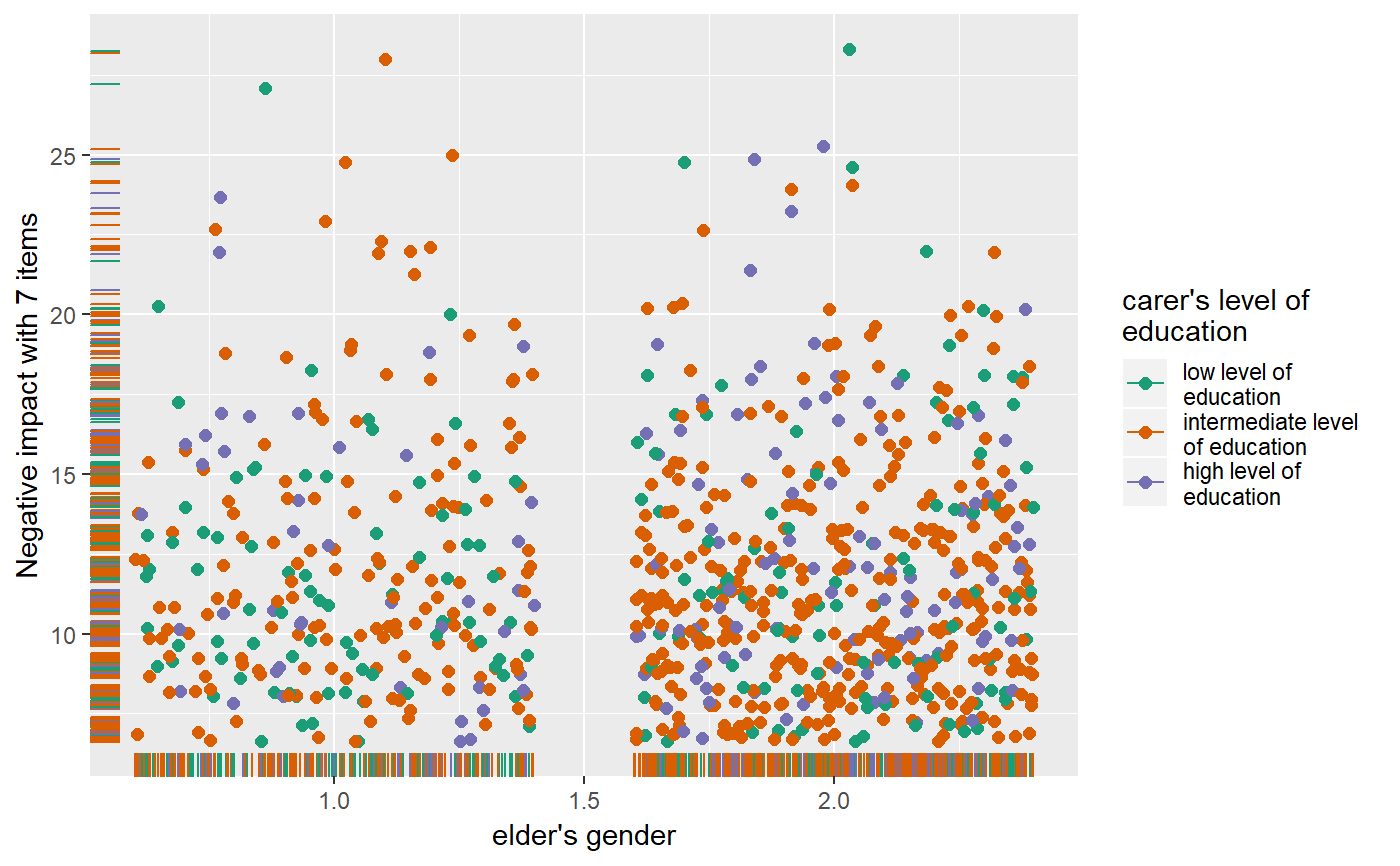 25
20
15
10
Negative impact with 7 items
1.0
1.5
2.0
elder's gender
carer's level of
education
low level of
education
intermediate level
of education
high level of
education